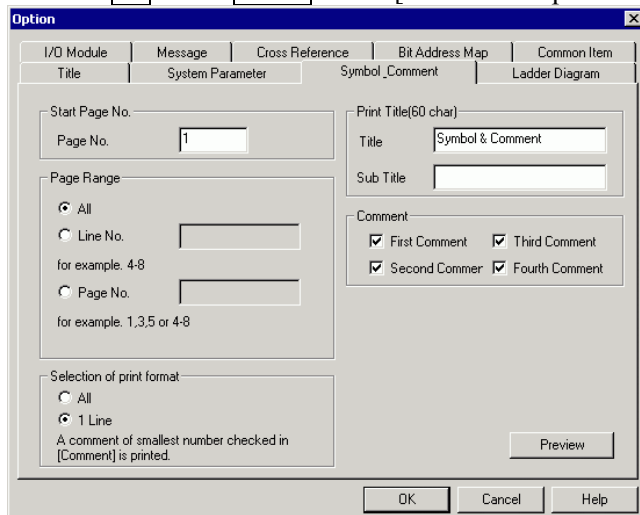 Option
I/O Module Message Cross Reference Bit Address Map Common Item
Title System Parameter Symbol_Comment Ladder Diagram
Start Page No.
Page No. 1
Page Range
All
Line No.
for example. 4-8
Page No.
for example. 1,3,5 or 4-8
Selection of print format
All
1 Line
A comment of smallest number checked in
[Comment] is printed.
Print Title(60 char)
Title Symbol & Comment
Sub Title
Comment
First Comment Third Comment
Second Commer Fourth Comment
Preview
OK Cancel Help